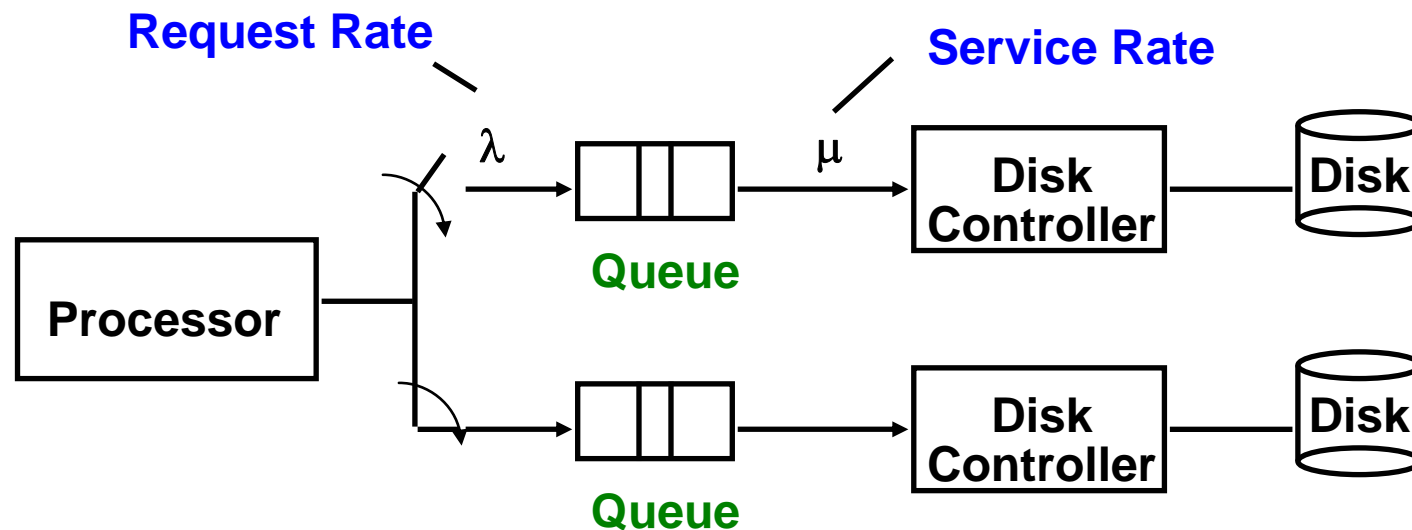 Request Rate
Service Rate
λ
μ
Disk
Controller
Disk
Queue
Processor
Disk
Controller
Disk
Queue